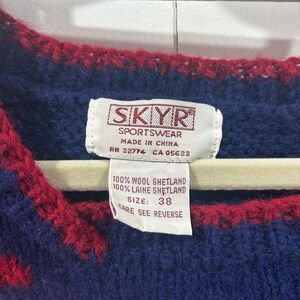 SKYR®
SPORTSWEAR
MADE IN CHINA
RN 32774 CA 05633
100% WOOL SHETLAND
100% LAINE SHETLAND
SIZE: 38
CARE SEE REVERSE